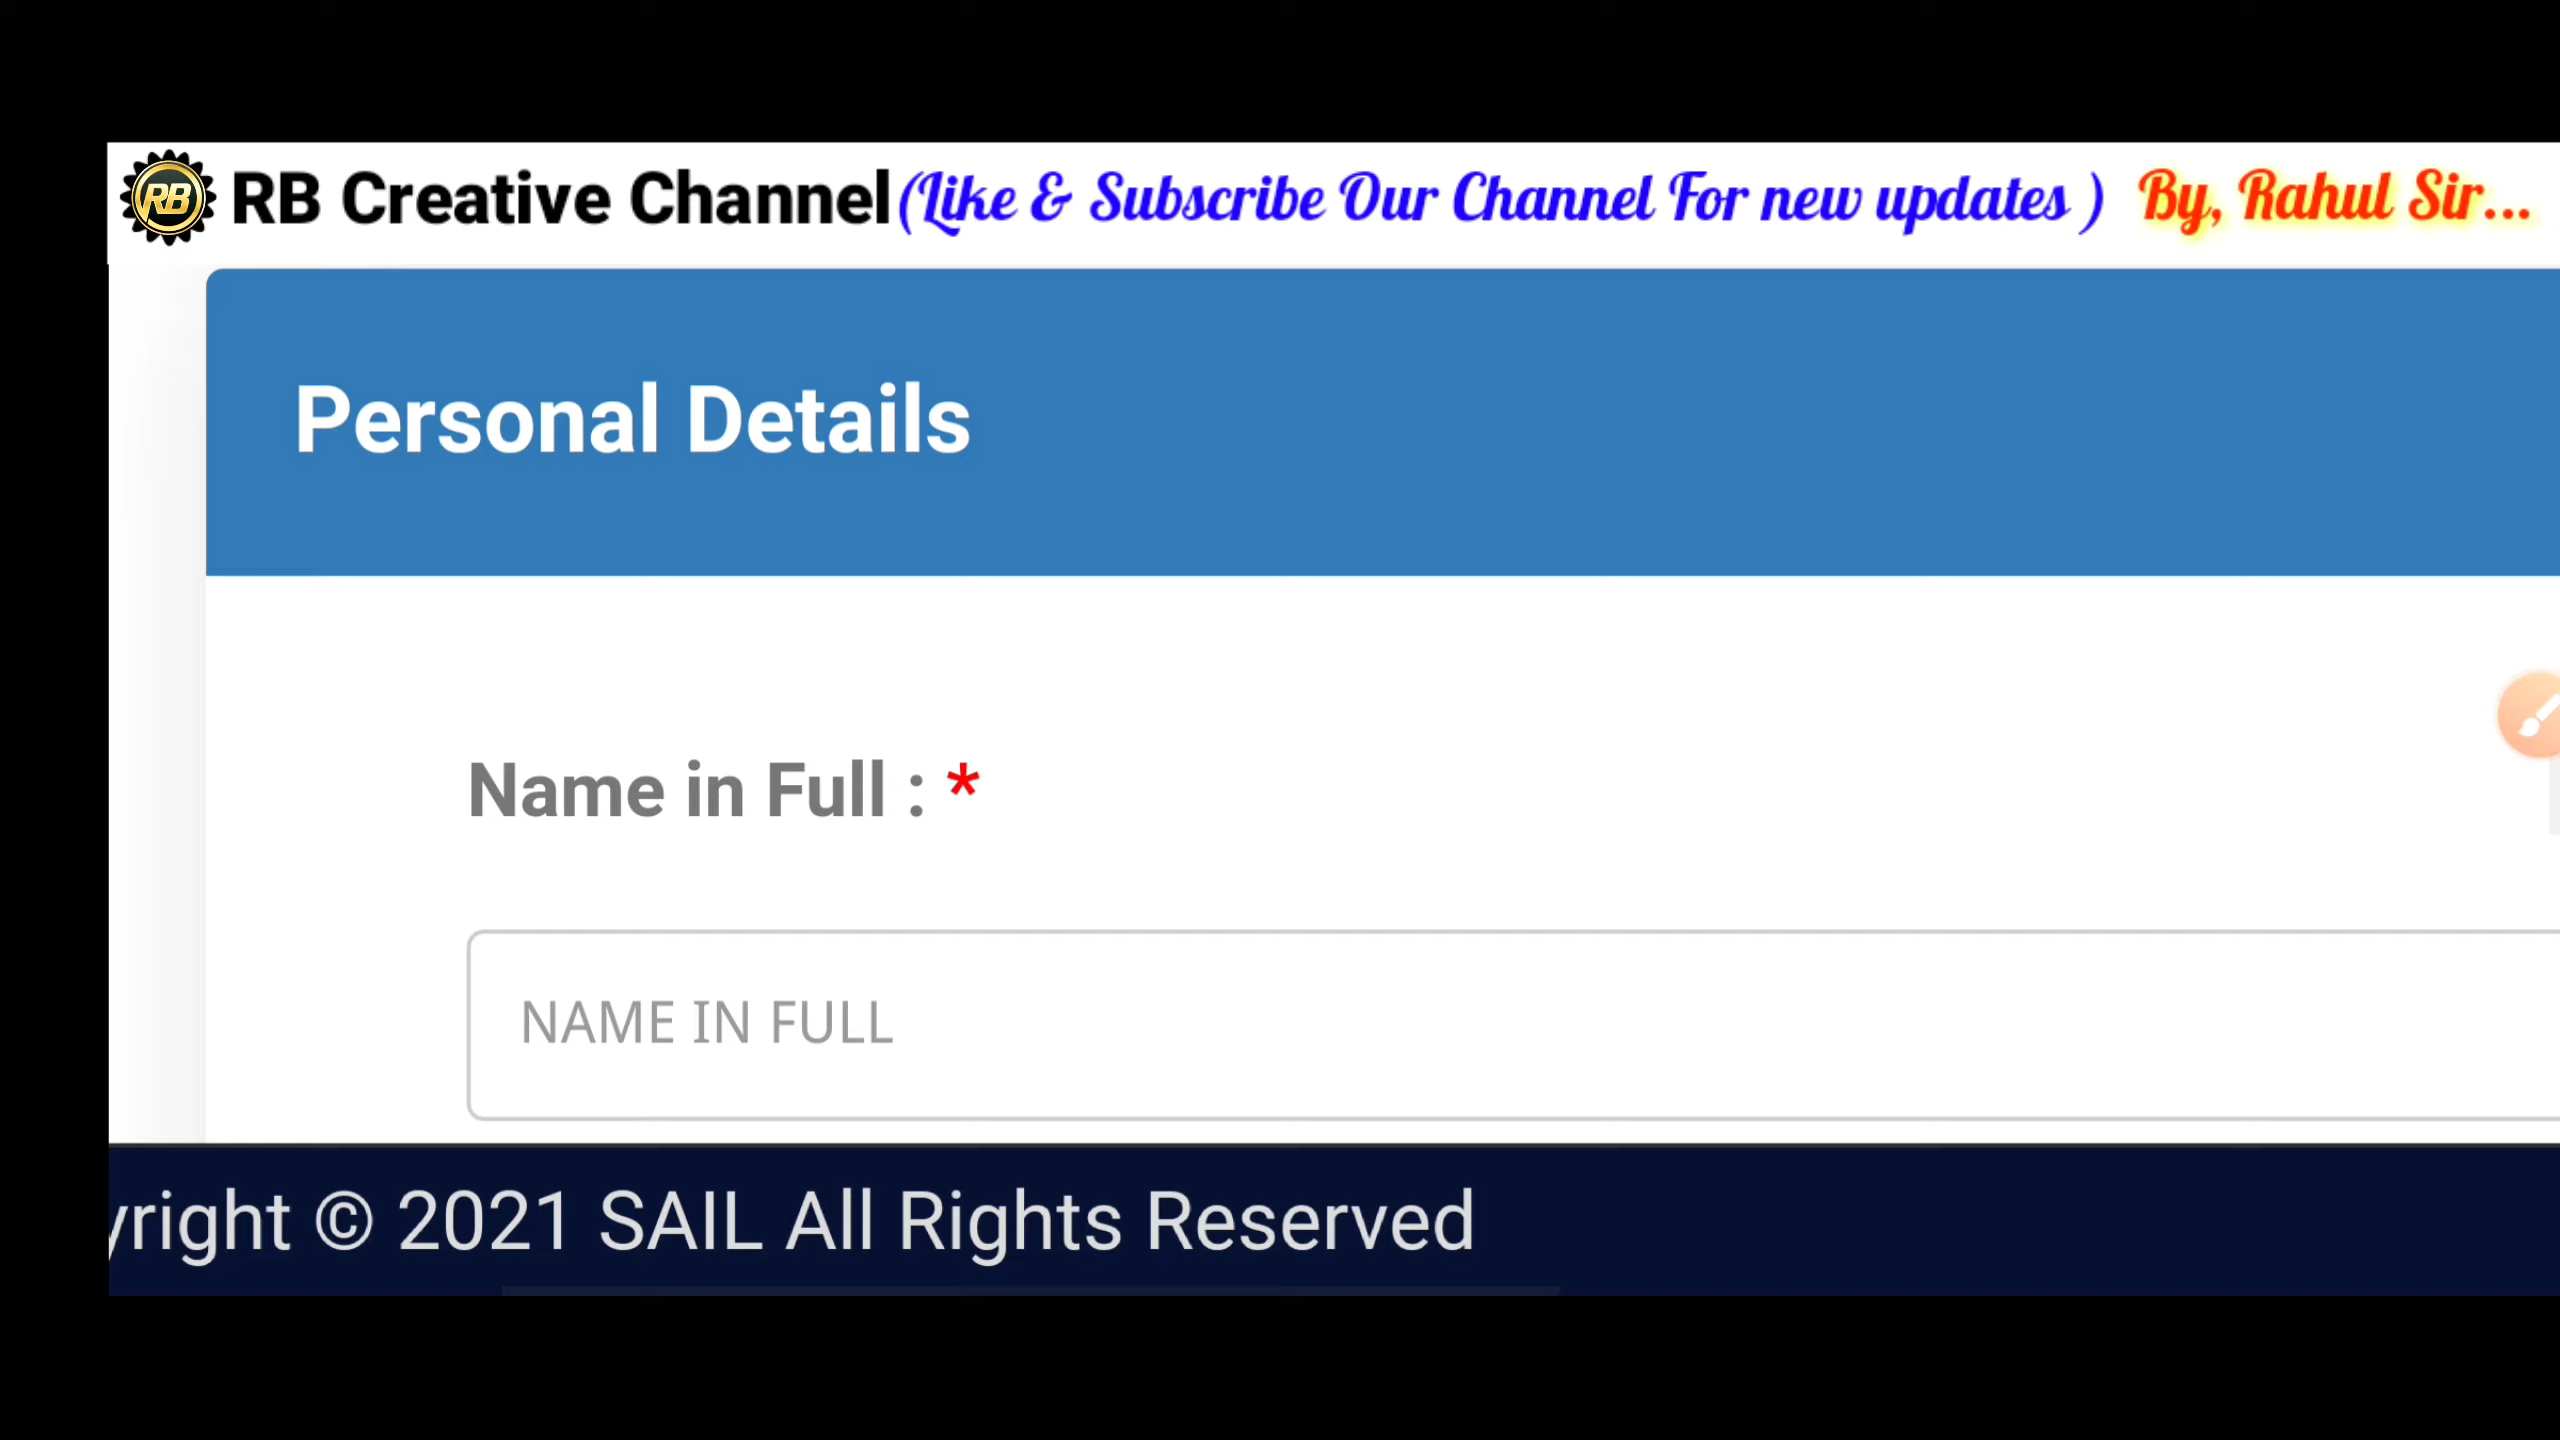 RB RB Creative Channel (Like & Subscribe Our Channel For new updates ) By, Rahul Sir...
Personal Details
Name in Full : *
NAME IN FULL
yright © 2021 SAIL All Rights Reserved